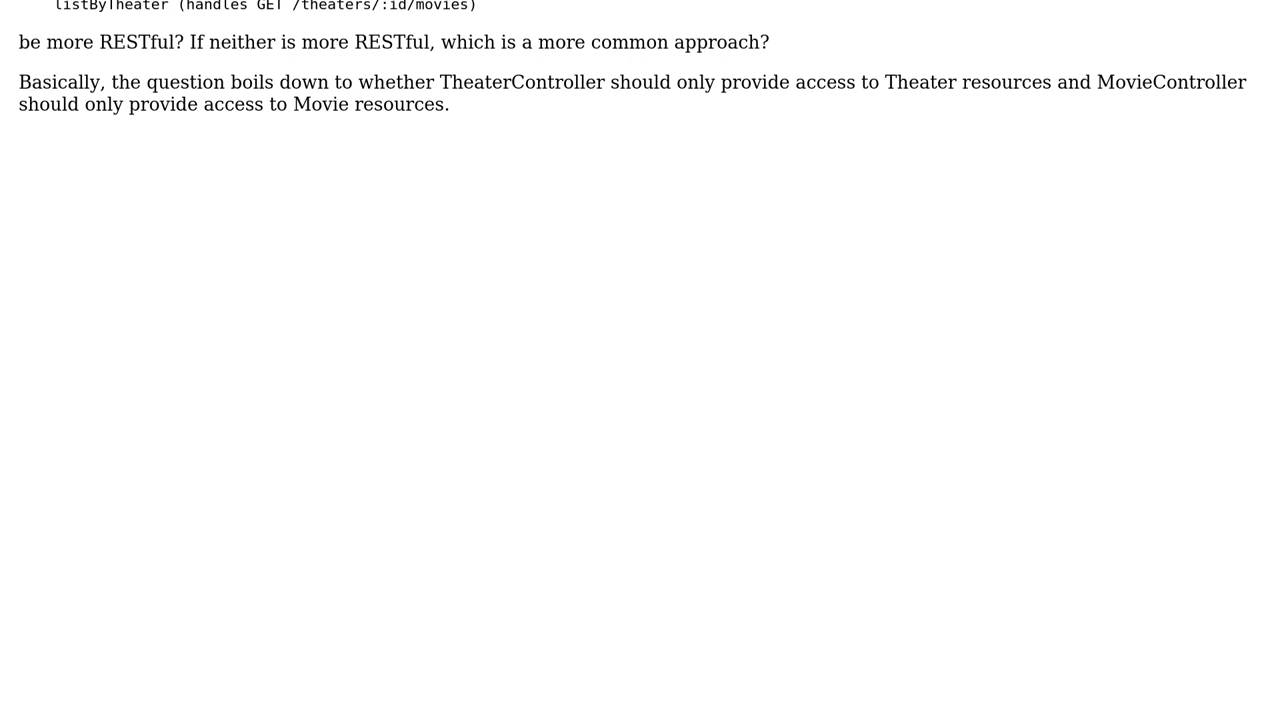 listByTheater (handles GET /theaters/:id/movies)
be more RESTful? If neither is more RESTful, which is a more common approach?
Basically, the question boils down to whether TheaterController should only provide access to Theater resources and MovieController
should only provide access to Movie resources.